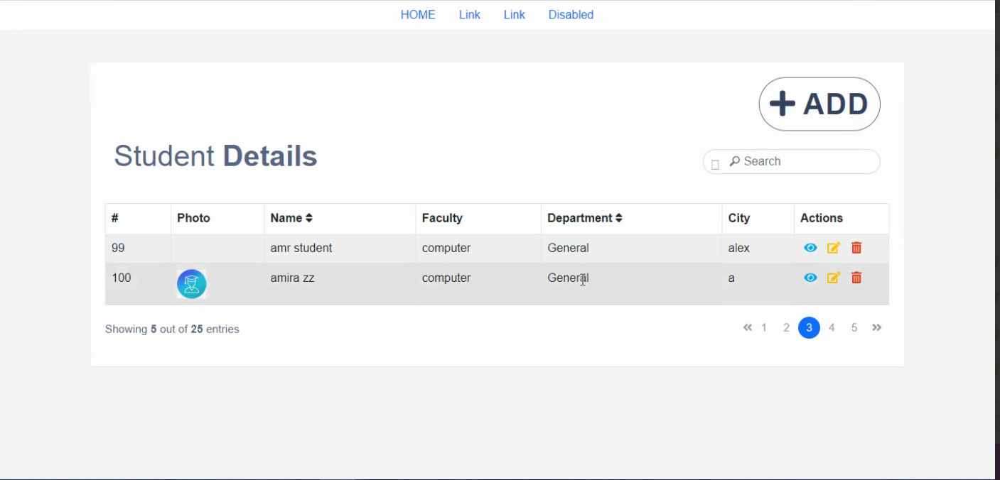 HOME Link Link Disabled
+ ADD
Student Details
Search
# Photo Name Faculty Department City Actions
99 amr student computer General alex
100 amira zz computer General a
Showing 5 out of 25 entries « 1 2 3 4 5 »